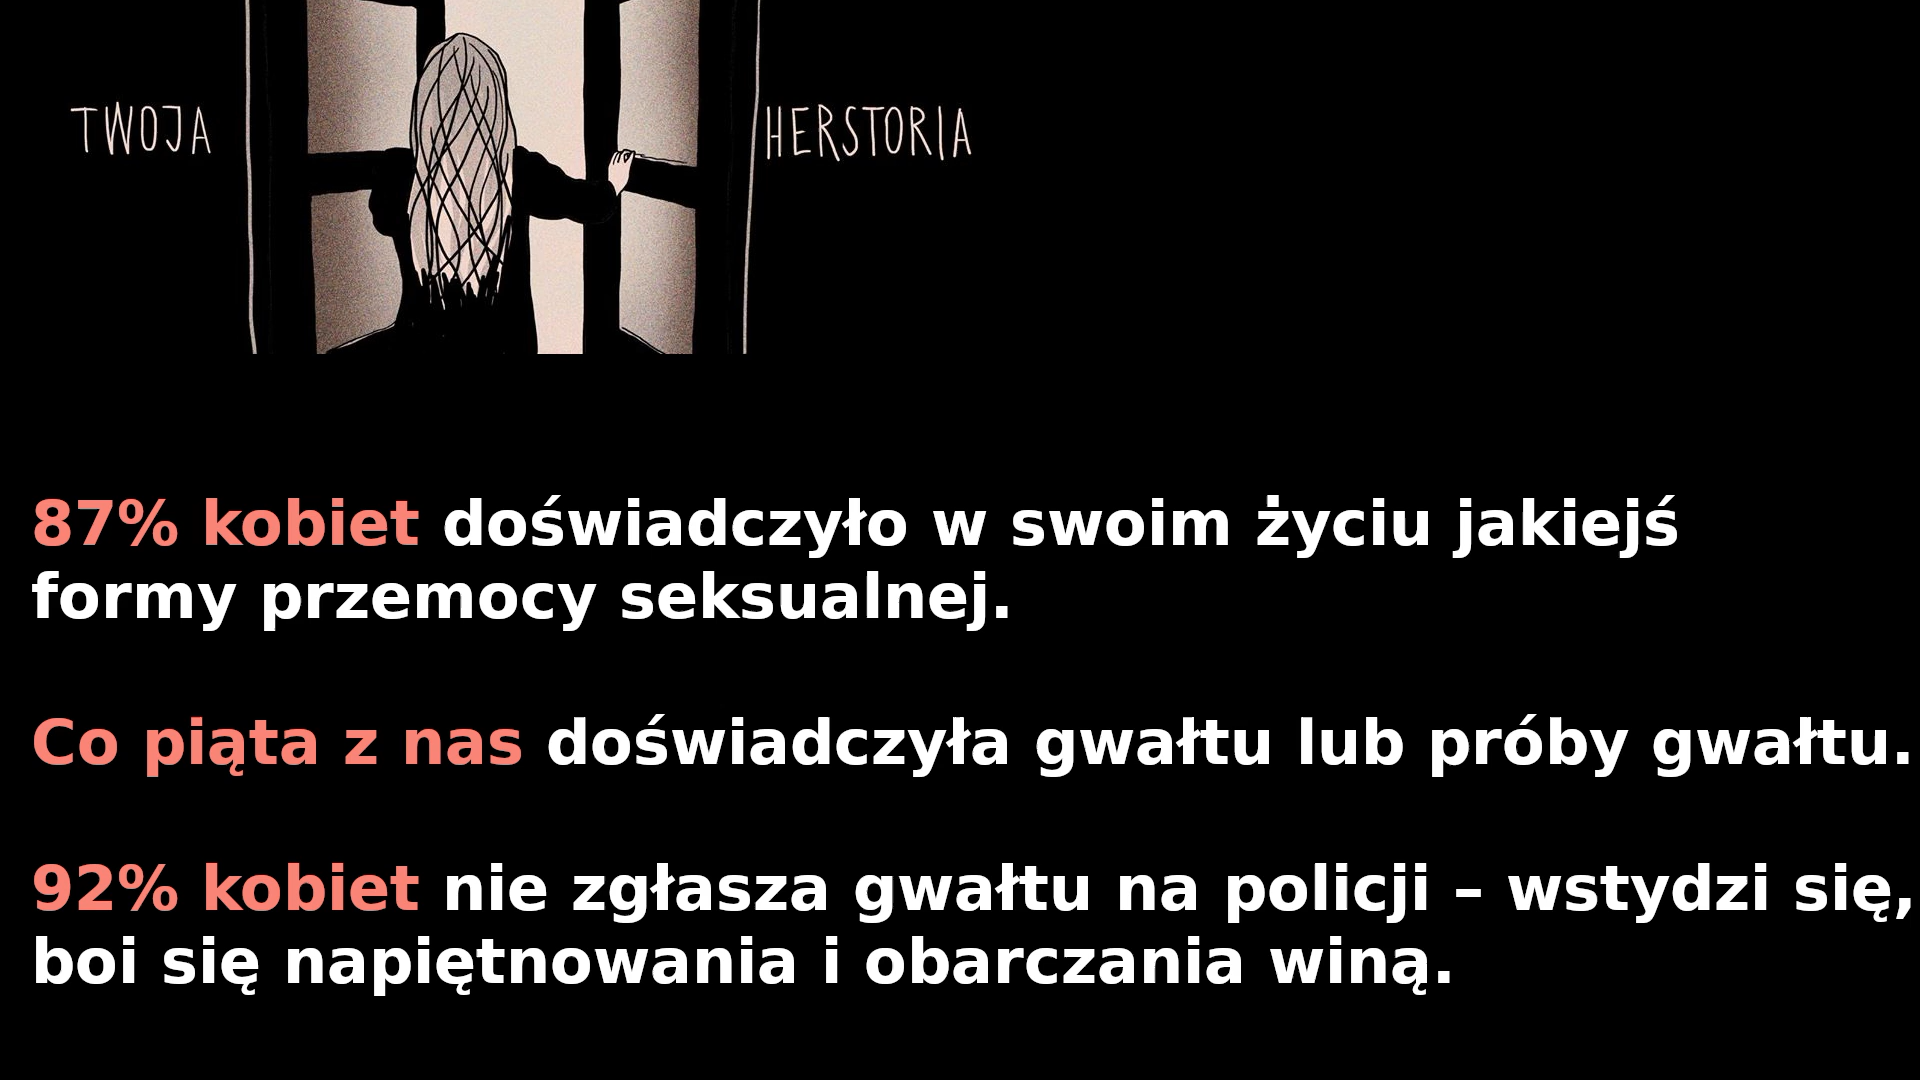 TWOJA HERSTORIA
87% kobiet doświadczyło w swoim życiu jakiejś
formy przemocy seksualnej.
Co piąta z nas doświadczyła gwałtu lub próby gwałtu.
92% kobiet nie zgłasza gwałtu na policji – wstydzi się,
boi się napiętnowania i obarczania winą.